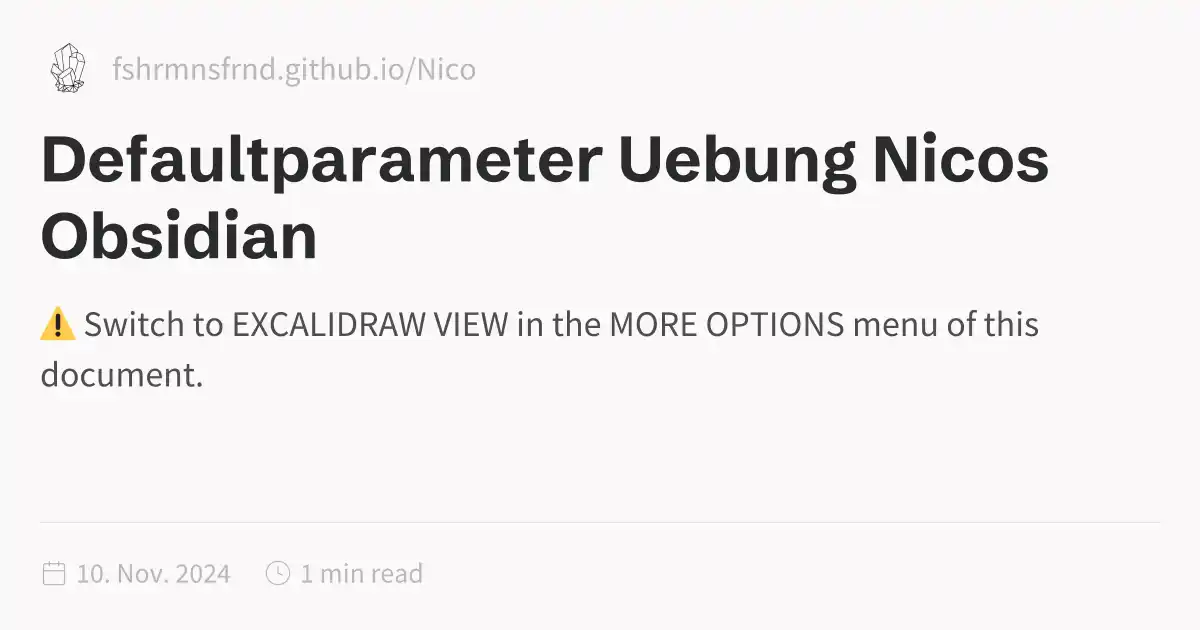 fshrmnsfrnd.github.io/Nico
Defaultparameter Uebung Nicos
Obsidian
⚠️ Switch to EXCALIDRAW VIEW in the MORE OPTIONS menu of this
document.
10. Nov. 2024 1 min read